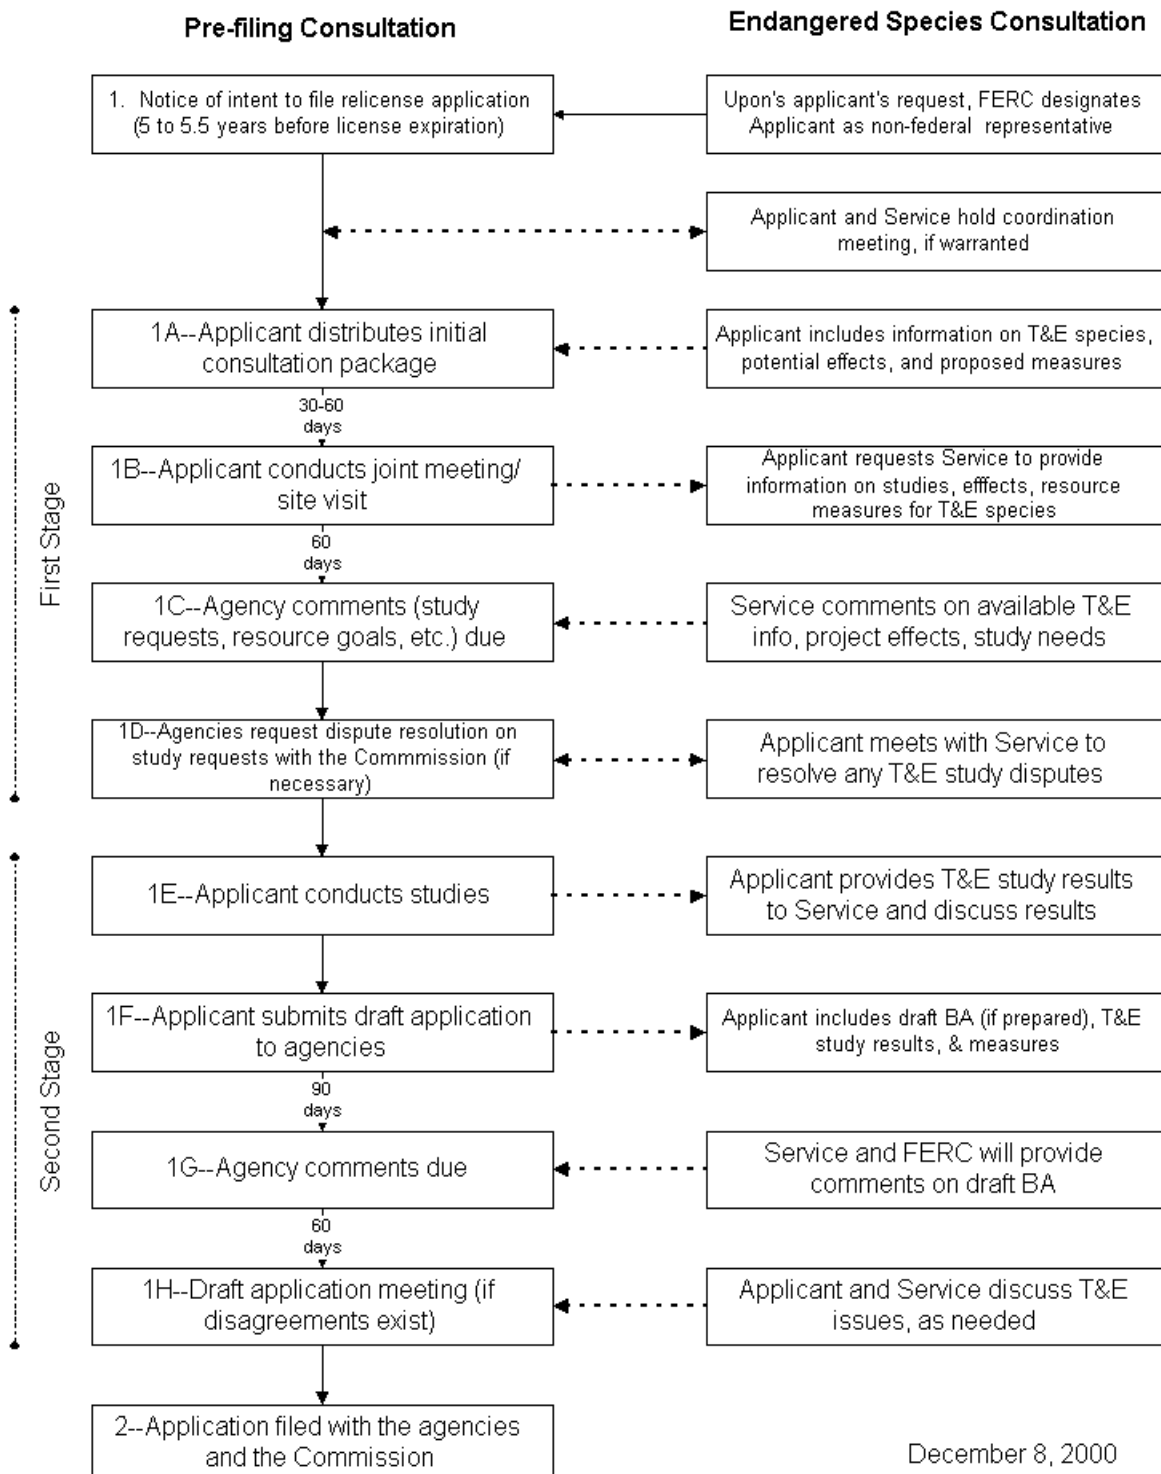 Pre-filing Consultation
Endangered Species Consultation
1. Notice of intent to file relicense application
(5 to 5.5 years before license expiration)
Upon's applicant's request, FERC designates
Applicant as non-federal representative
Applicant and Service hold coordination
meeting, if warranted
First Stage
1A--Applicant distributes initial
consultation package
Applicant includes information on T&E species,
potential effects, and proposed measures
30-60
days
1B--Applicant conducts joint meeting/
site visit
Applicant requests Service to provide
information on studies, efffects, resource
measures for T&E species
60
days
1C--Agency comments (study
requests, resource goals, etc.) due
Service comments on available T&E
info, project effects, study needs
1D--Agencies request dispute resolution on
study requests with the Commmission (if
necessary)
Applicant meets with Service to
resolve any T&E study disputes
Second Stage
1E--Applicant conducts studies
Applicant provides T&E study results
to Service and discuss results
1F--Applicant submits draft application
to agencies
Applicant includes draft BA (if prepared), T&E
study results, & measures
90
days
1G--Agency comments due
Service and FERC will provide
comments on draft BA
60
days
1H--Draft application meeting (if
disagreements exist)
Applicant and Service discuss T&E
issues, as needed
2--Application filed with the agencies
and the Commission
December 8, 2000